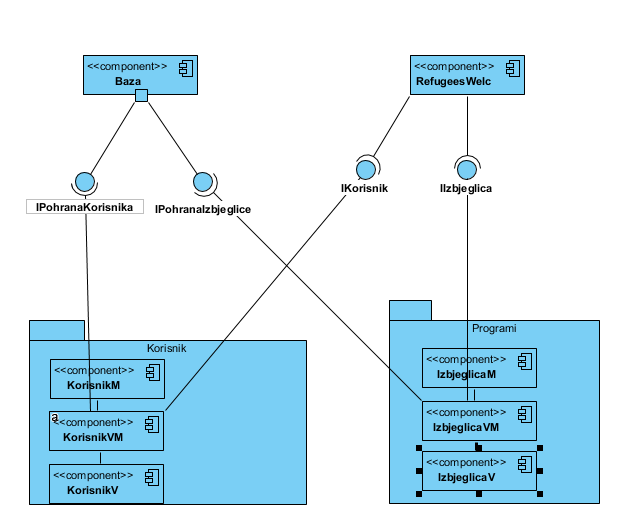 <<component>>
Baza
<<component>>
RefugeesWelc
IPohranaKorisnika
IPohranaIzbjeglice
IKorisnik
IIzbjeglica
Korisnik
<<component>>
KorisnikM
a
<<component>>
KorisnikVM
<<component>>
KorisnikV
Programi
<<component>>
IzbjeglicaM
<<component>>
IzbjeglicaVM
<<component>>
IzbjeglicaV